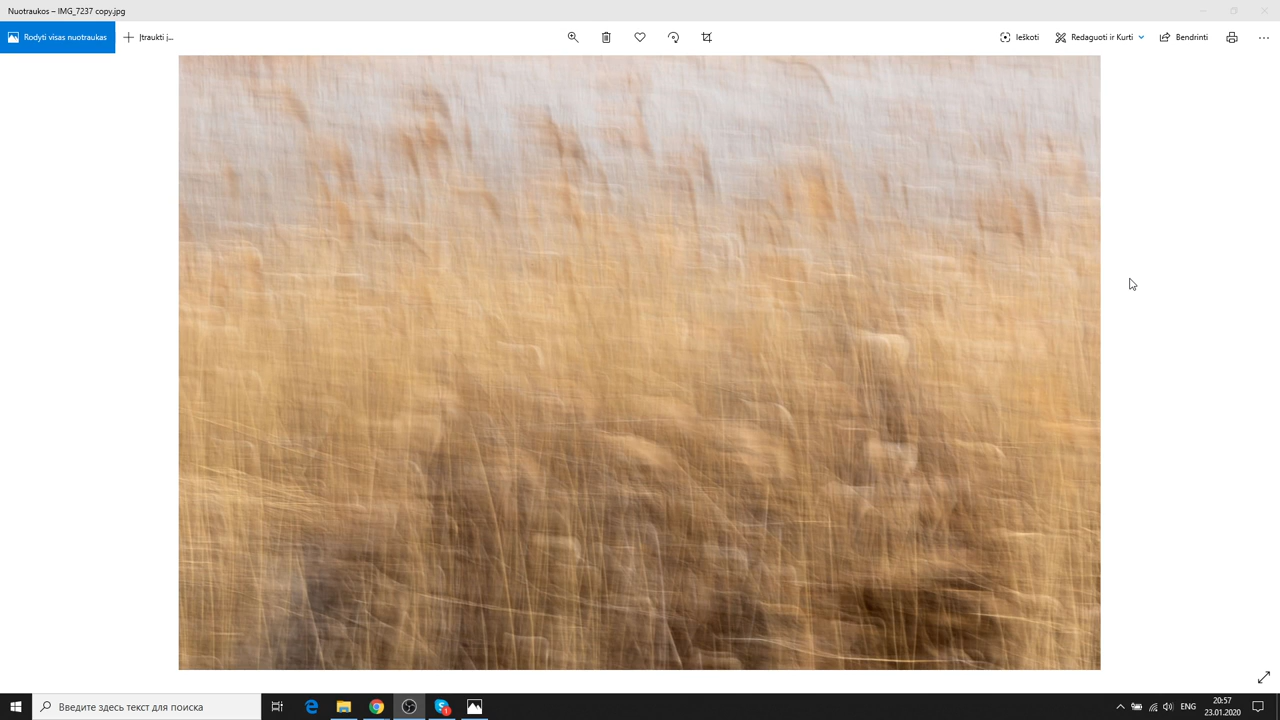 Nuotraukos – IMG_7237 copy.jpg
Rodyti visas nuotraukas
Įtraukti į...
Ieškoti
Redaguoti ir Kurti
Bendrinti
Введите здесь текст для поиска
1
ENG
20:57
23.01.2020